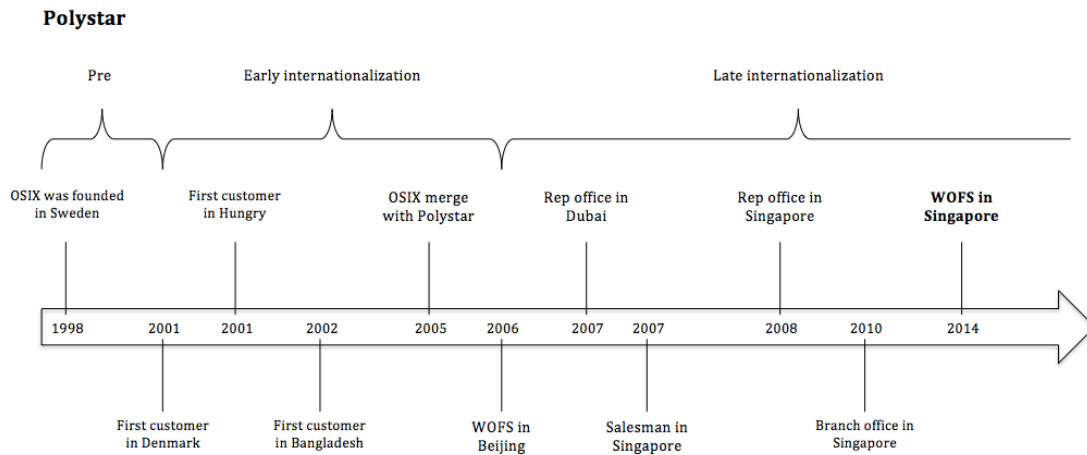 Polystar
Pre
Early internationalization
Late internationalization
OSIX was founded
in Sweden
First customer
in Hungry
OSIX merge
with Polystar
Rep office in
Dubai
Rep office in
Singapore
WOFS in
Singapore
1998
2001
2001
2002
2005
2006
2007
2007
2008
2010
2014
First customer
in Denmark
First customer
in Bangladesh
WOFS in
Beijing
Salesman in
Singapore
Branch office in
Singapore